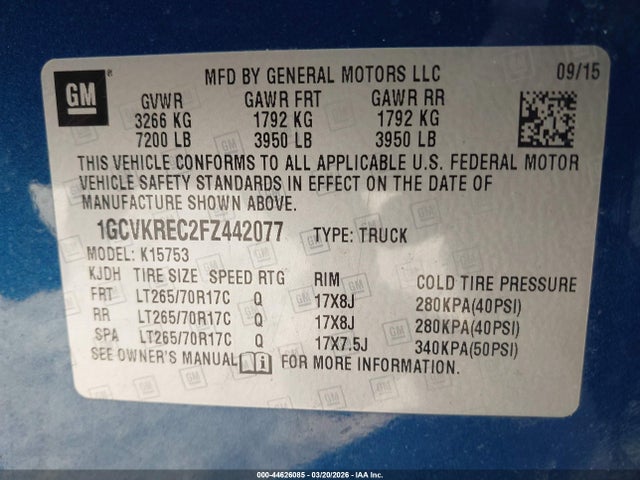 GM
MFD BY GENERAL MOTORS LLC 09/15
GVWR GAWR FRT GAWR RR
3266 KG 1792 KG 1792 KG
7200 LB 3950 LB 3950 LB
THIS VEHICLE CONFORMS TO ALL APPLICABLE U.S. FEDERAL MOTOR
VEHICLE SAFETY STANDARDS IN EFFECT ON THE DATE OF
MANUFACTURE SHOWN ABOVE.
1GCVKREC2FZ442077 TYPE: TRUCK
MODEL: K15753
KJDH TIRE SIZE SPEED RTG RIM COLD TIRE PRESSURE
FRT LT265/70R17C Q 17X8J 280KPA(40PSI)
RR LT265/70R17C Q 17X8J 280KPA(40PSI)
SPA LT265/70R17C Q 17X7.5J 340KPA(50PSI)
SEE OWNER'S MANUAL FOR MORE INFORMATION.
000-44626085 - 03/20/2026 - IAA Inc.